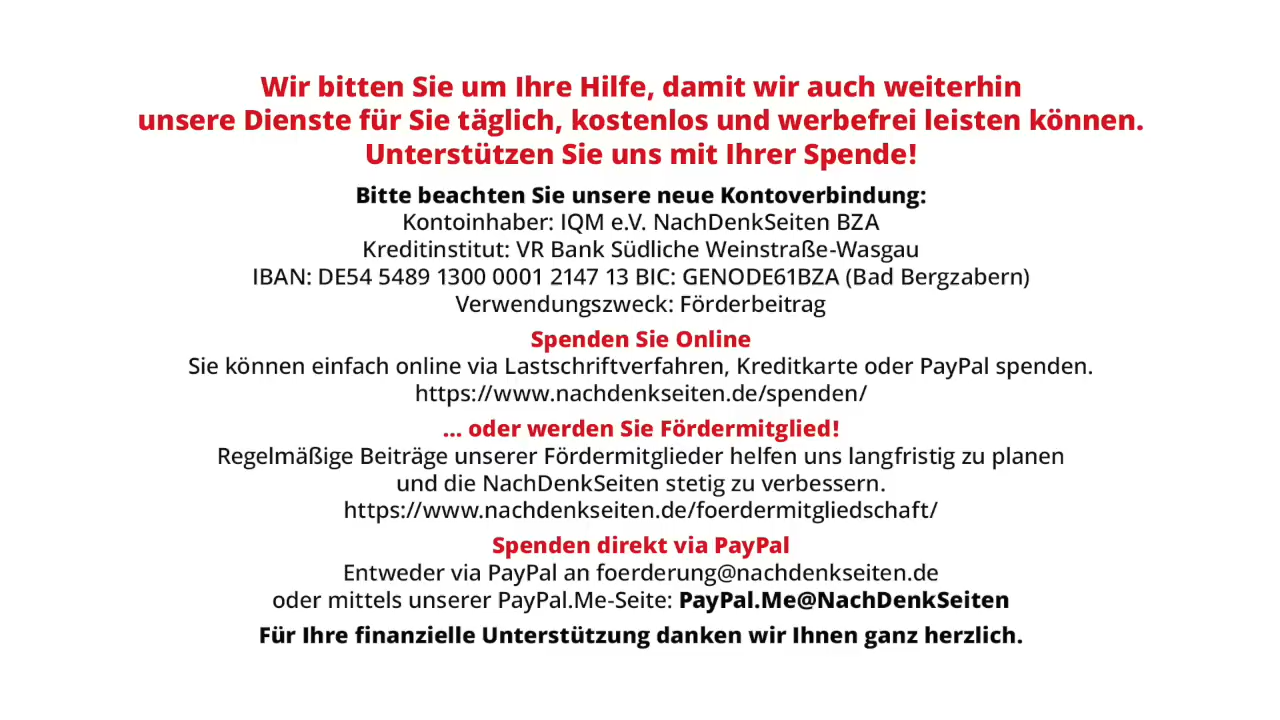 Wir bitten Sie um Ihre Hilfe, damit wir auch weiterhin
unsere Dienste für Sie täglich, kostenlos und werbefrei leisten können.
Unterstützen Sie uns mit Ihrer Spende!
Bitte beachten Sie unsere neue Kontoverbindung:
Kontoinhaber: IQM e.V. NachDenkSeiten BZA
Kreditinstitut: VR Bank Südliche Weinstraße-Wasgau
IBAN: DE54 5489 1300 0001 2147 13 BIC: GENODE61BZA (Bad Bergzabern)
Verwendungszweck: Förderbeitrag
Spenden Sie Online
Sie können einfach online via Lastschriftverfahren, Kreditkarte oder PayPal spenden.
https://www.nachdenkseiten.de/spenden/
... oder werden Sie Fördermitglied!
Regelmäßige Beiträge unserer Fördermitglieder helfen uns langfristig zu planen
und die NachDenkSeiten stetig zu verbessern.
https://www.nachdenkseiten.de/foerdermitgliedschaft/
Spenden direkt via PayPal
Entweder via PayPal an foerderung@nachdenkseiten.de
oder mittels unserer PayPal.Me-Seite: PayPal.Me@NachDenkSeiten
Für Ihre finanzielle Unterstützung danken wir Ihnen ganz herzlich.